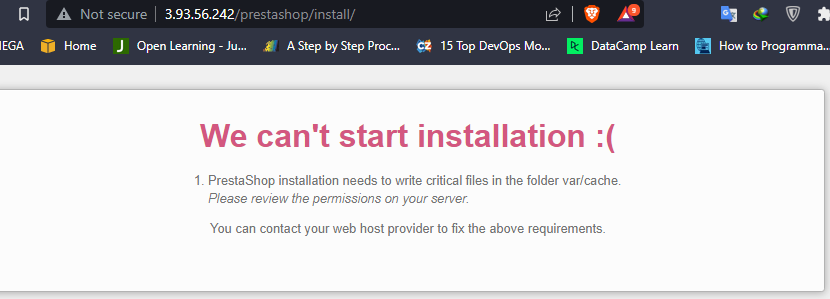 Not secure | 3.93.56.242/prestashop/install/
9
EGA Home J Open Learning - Ju... A Step by Step Proc... CZ 15 Top DevOps Mo... DC DataCamp Learn How to Programma...
We can't start installation :(
1. PrestaShop installation needs to write critical files in the folder var/cache.
Please review the permissions on your server.
You can contact your web host provider to fix the above requirements.